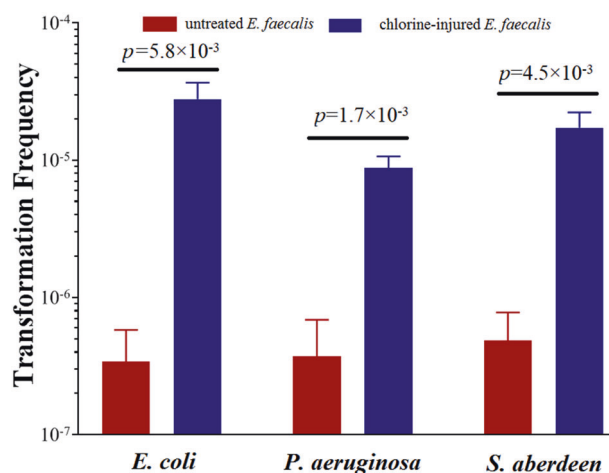 untreated E. faecalis
chlorine-injured E. faecalis
Transformation Frequency
10⁻⁴
10⁻⁵
10⁻⁶
10⁻⁷
p=5.8×10⁻³
p=1.7×10⁻³
p=4.5×10⁻³
E. coli
P. aeruginosa
S. aberdeen